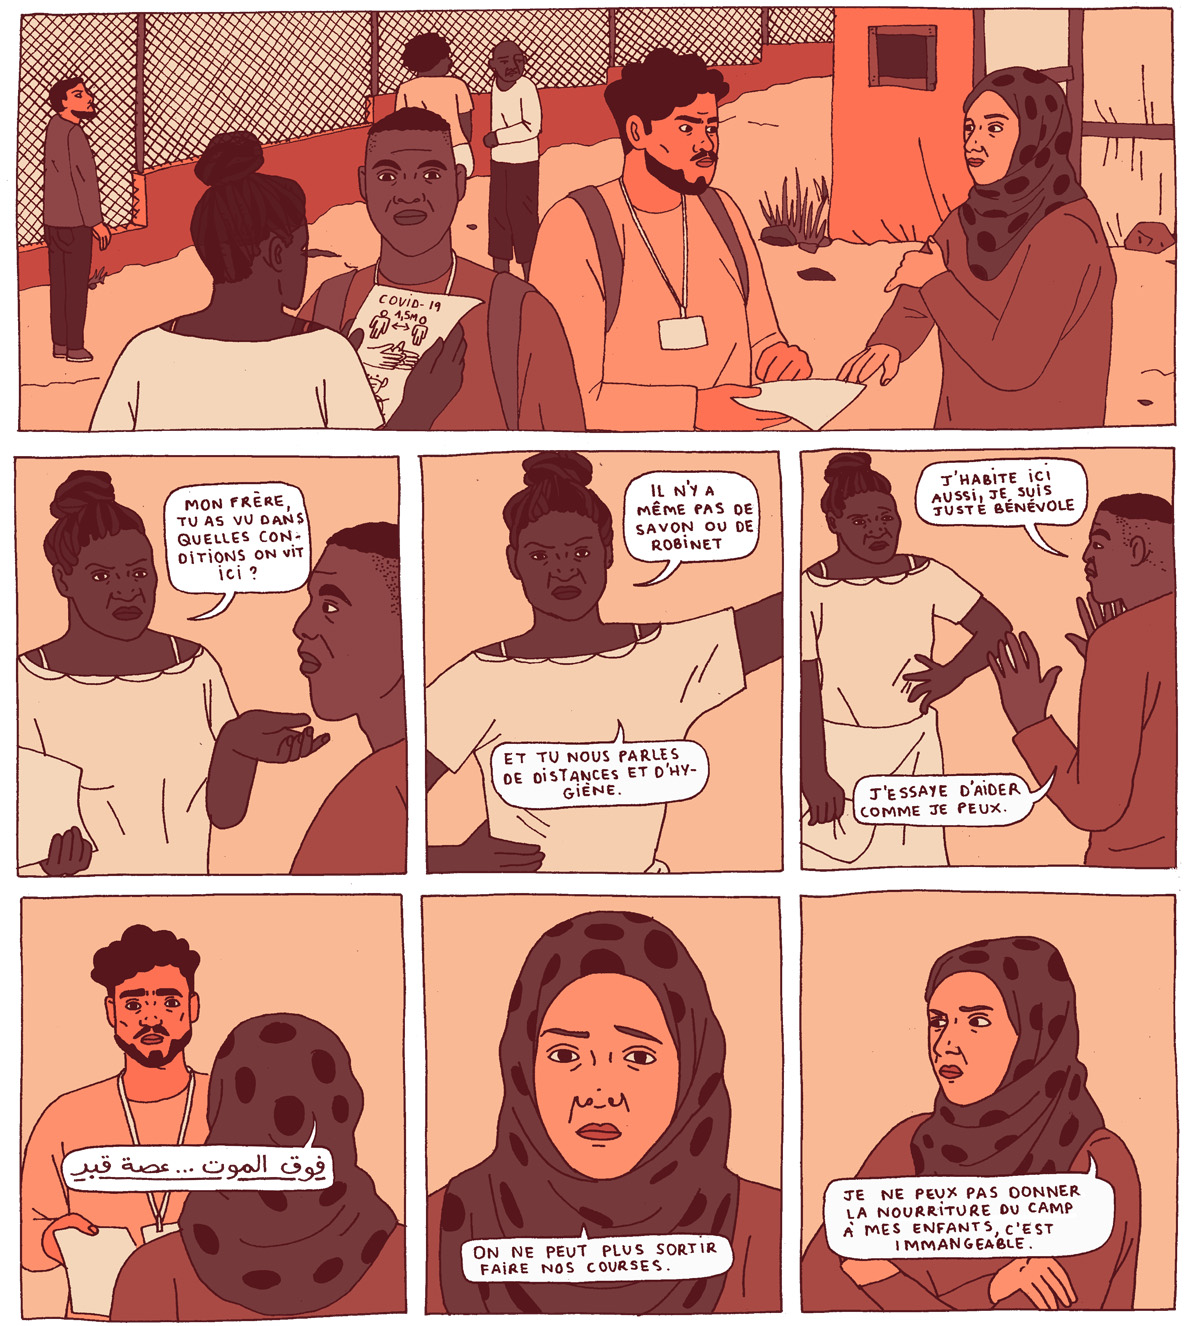 COVID-19
1,5M
MON FRÈRE,
TU AS VU DANS
QUELLES CON-
DITIONS ON VIT
ICI ?
IL N'Y A
MÊME PAS DE
SAVON OU DE
ROBINET
ET TU NOUS PARLES
DE DISTANCES ET D'HY-
GIÈNE.
J'HABITE ICI
AUSSI, JE SUIS
JUSTE BÉNÉVOLE
J'ESSAYE D'AIDER
COMME JE PEUX.
فوق الموت... عصة قبر
ON NE PEUT PLUS SORTIR
FAIRE NOS COURSES.
JE NE PEUX PAS DONNER
LA NOURRITURE DU CAMP
À MES ENFANTS, C'EST
IMMANGEABLE.